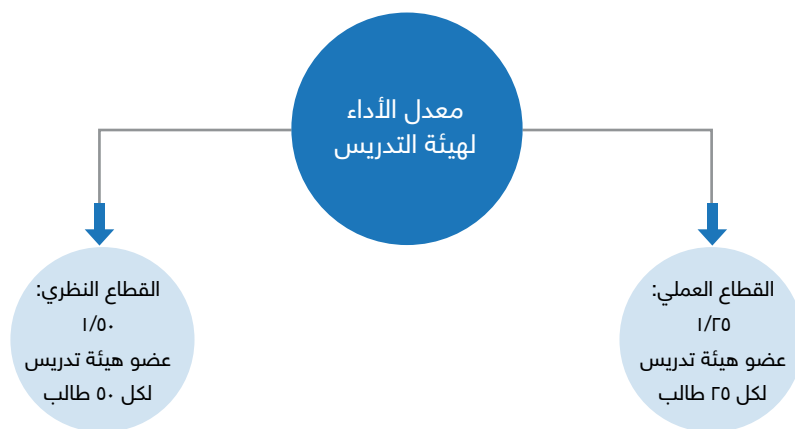 معدل الأداء
لهيئة التدريس
القطاع العملي:
١/٢٥
عضو هيئة تدريس
لكل ٢٥ طالب
القطاع النظري:
١/٥٠
عضو هيئة تدريس
لكل ٥٠ طالب